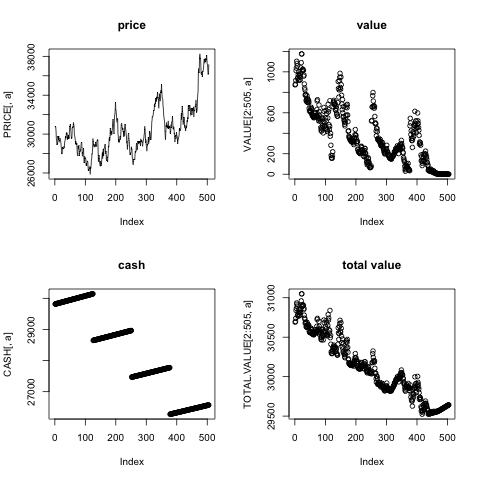 price
PRICE[, a]
26000 30000 34000 38000
0 100 200 300 400 500
Index
value
VALUE[2:505, a]
0 200 400 600 1000
0 100 200 300 400 500
Index
cash
CASH[, a]
27000 29000
0 100 200 300 400 500
Index
total value
TOTAL.VALUE[2:505, a]
29500 30000 30500 31000
0 100 200 300 400 500
Index